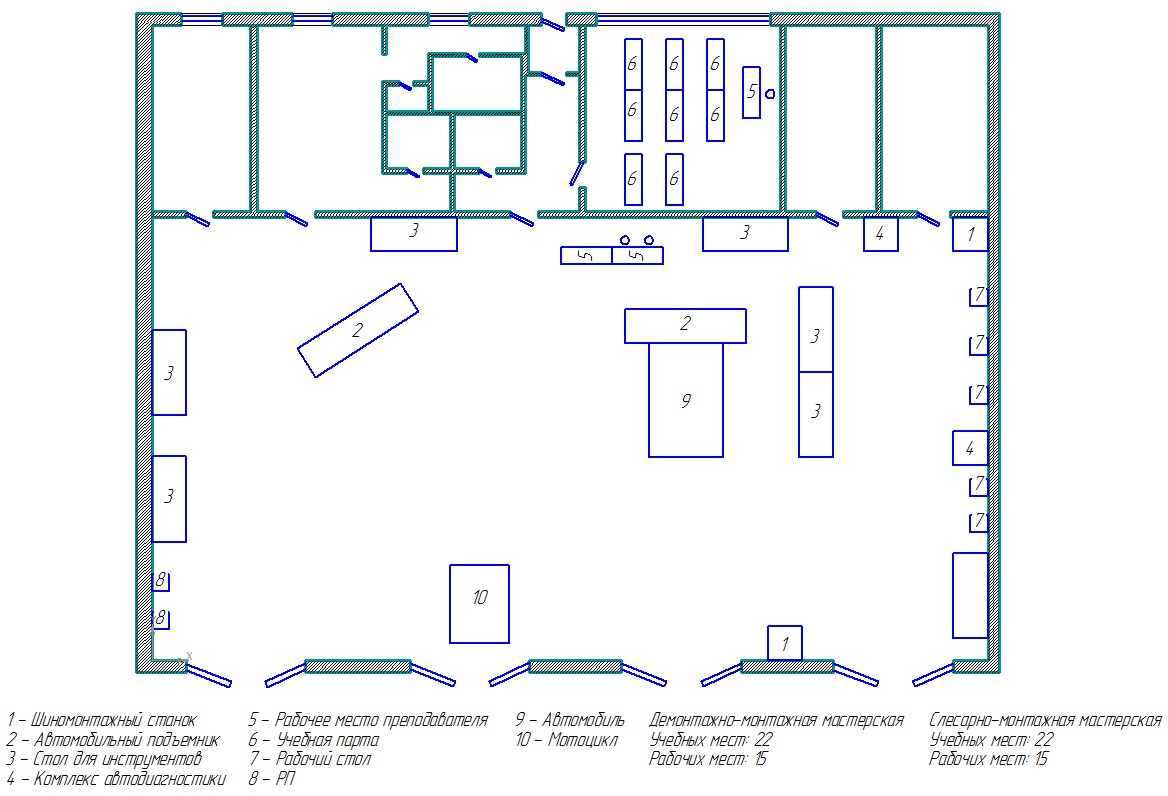 6 6 6 5
6 6 6
6 6
3 3 4 1
5 5
7
2 2 3 7
3 9 3 7
4
3 7
7
8
10
8
1
X
1 – Шиномонтажный станок
2 – Автомобильный подъемник
3 – Стол для инструментов
4 – Комплекс автодиагностики
5 – Рабочее место преподавателя
6 – Учебная парта
7 – Рабочий стол
8 – РП
9 – Автомобиль
10 – Мотоцикл
Демонтажно-монтажная мастерская
Учебных мест: 22
Рабочих мест: 15
Слесарно-монтажная мастерская
Учебных мест: 22
Рабочих мест: 15